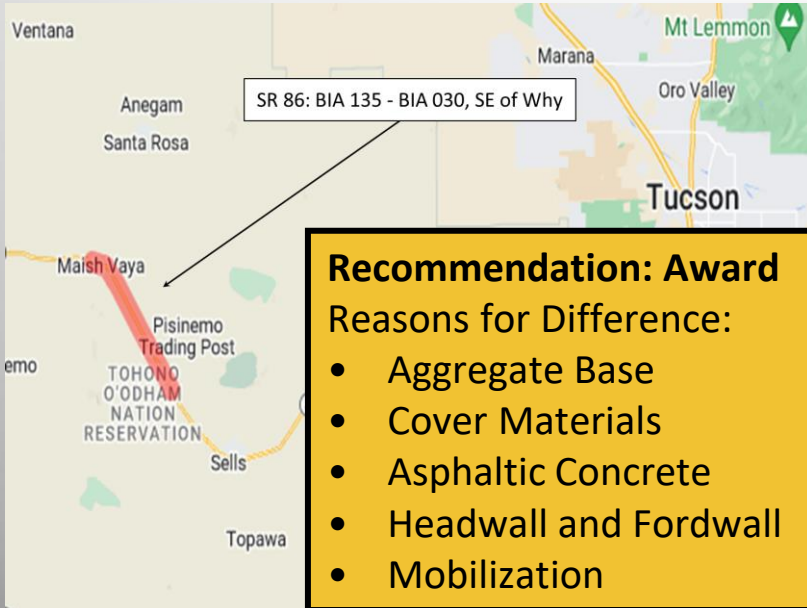 Ventana
Mt Lemmon
Marana
SR 86: BIA 135 - BIA 030, SE of Why
Oro Valley
Anegam
Santa Rosa
Tucson
Maish Vaya
Pisinemo
Trading Post
emo
TOHONO
O'ODHAM
NATION
RESERVATION
Sells
Topawa
Recommendation: Award
Reasons for Difference:
• Aggregate Base
• Cover Materials
• Asphaltic Concrete
• Headwall and Fordwall
• Mobilization